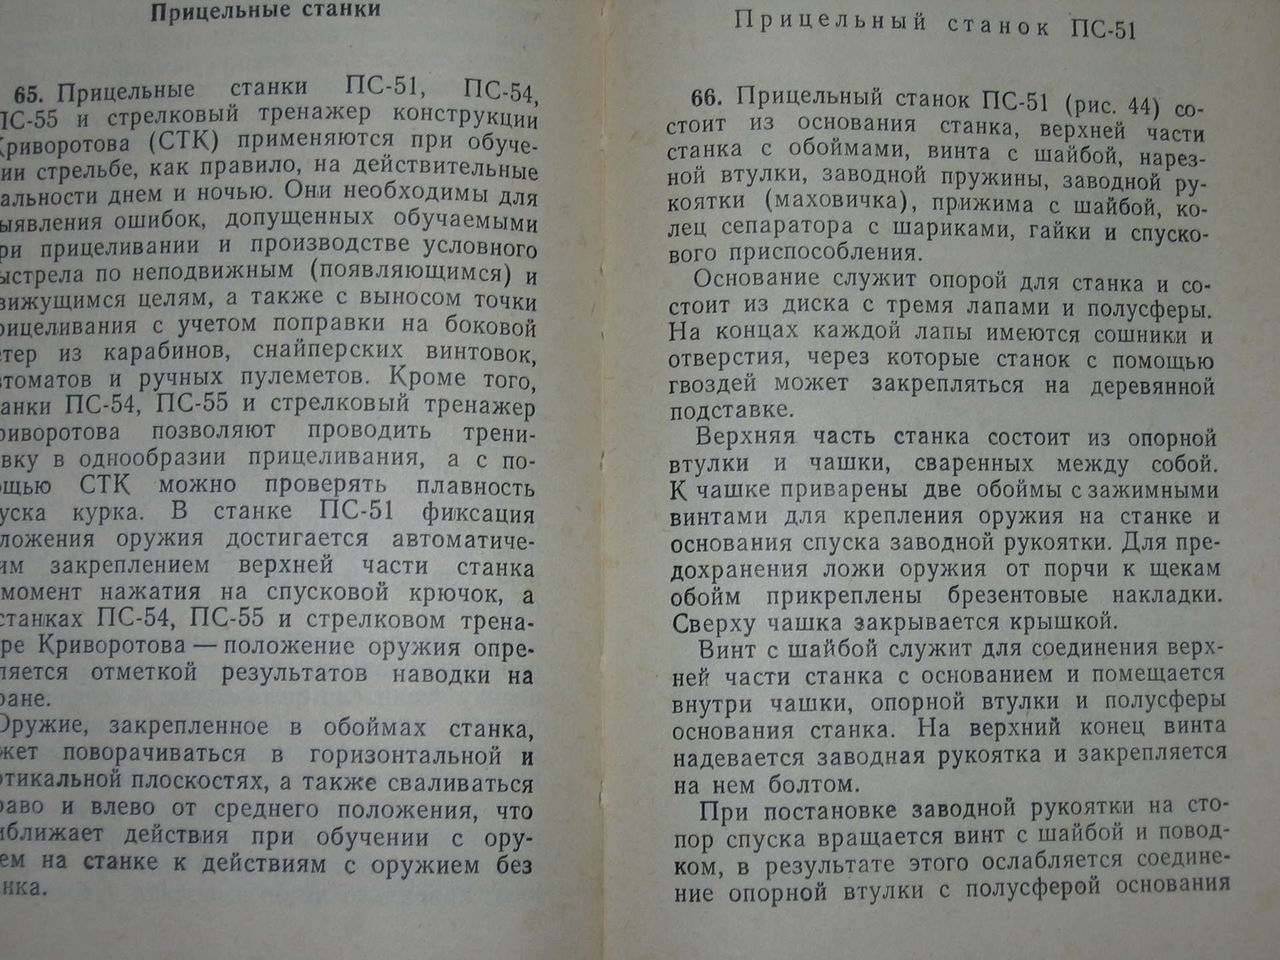 Прицельные станки
65. Прицельные станки ПС-51, ПС-54,
ПС-55 и стрелковый тренажер конструкции
Криворотова (СТК) применяются при обуче-
нии стрельбе, как правило, на действительные
дальности днем и ночью. Они необходимы для
выявления ошибок, допущенных обучаемыми
при прицеливании и производстве условного
выстрела по неподвижным (появляющимся) и
движущимся целям, а также с выносом точки
прицеливания с учетом поправки на боковой
ветер из карабинов, снайперских винтовок,
автоматов и ручных пулеметов. Кроме того,
станки ПС-54, ПС-55 и стрелковый тренажер
Криворотова позволяют проводить трени-
ровку в однообразии прицеливания, а с по-
мощью СТК можно проверять плавность
спуска курка. В станке ПС-51 фиксация
положения оружия достигается автоматиче-
ским закреплением верхней части станка
момент нажатия на спусковой крючок, а
станках ПС-54, ПС-55 и стрелковом трена-
жере Криворотова — положение оружия опре-
деляется отметкой результатов наводки на
экране.
Оружие, закрепленное в обоймах станка,
может поворачиваться в горизонтальной и
вертикальной плоскостях, а также сваливаться
вправо и влево от среднего положения, что
приближает действия при обучении с ору-
жием на станке к действиям с оружием без
станка.
Прицельный станок ПС-51
66. Прицельный станок ПС-51 (рис. 44) со-
стоит из основания станка, верхней части
станка с обоймами, винта с шайбой, нарез-
ной втулки, заводной пружины, заводной ру-
коятки (маховичка), прижима с шайбой, ко-
лец сепаратора с шариками, гайки и спуско-
вого приспособления.
Основание служит опорой для станка и со-
стоит из диска с тремя лапами и полусферы.
На концах каждой лапы имеются сошники и
отверстия, через которые станок с помощью
гвоздей может закрепляться на деревянной
подставке.
Верхняя часть станка состоит из опорной
втулки и чашки, сваренных между собой.
К чашке приварены две обоймы с зажимными
винтами для крепления оружия на станке и
основания спуска заводной рукоятки. Для пре-
дохранения ложи оружия от порчи к щекам
обойм прикреплены брезентовые накладки.
Сверху чашка закрывается крышкой.
Винт с шайбой служит для соединения верх-
ней части станка с основанием и помещается
внутри чашки, опорной втулки и полусферы
основания станка. На верхний конец винта
надевается заводная рукоятка и закрепляется
на нем болтом.
При постановке заводной рукоятки на сто-
пор спуска вращается винт с шайбой и повод-
ком, в результате этого ослабляется соедине-
ние опорной втулки с полусферой основания